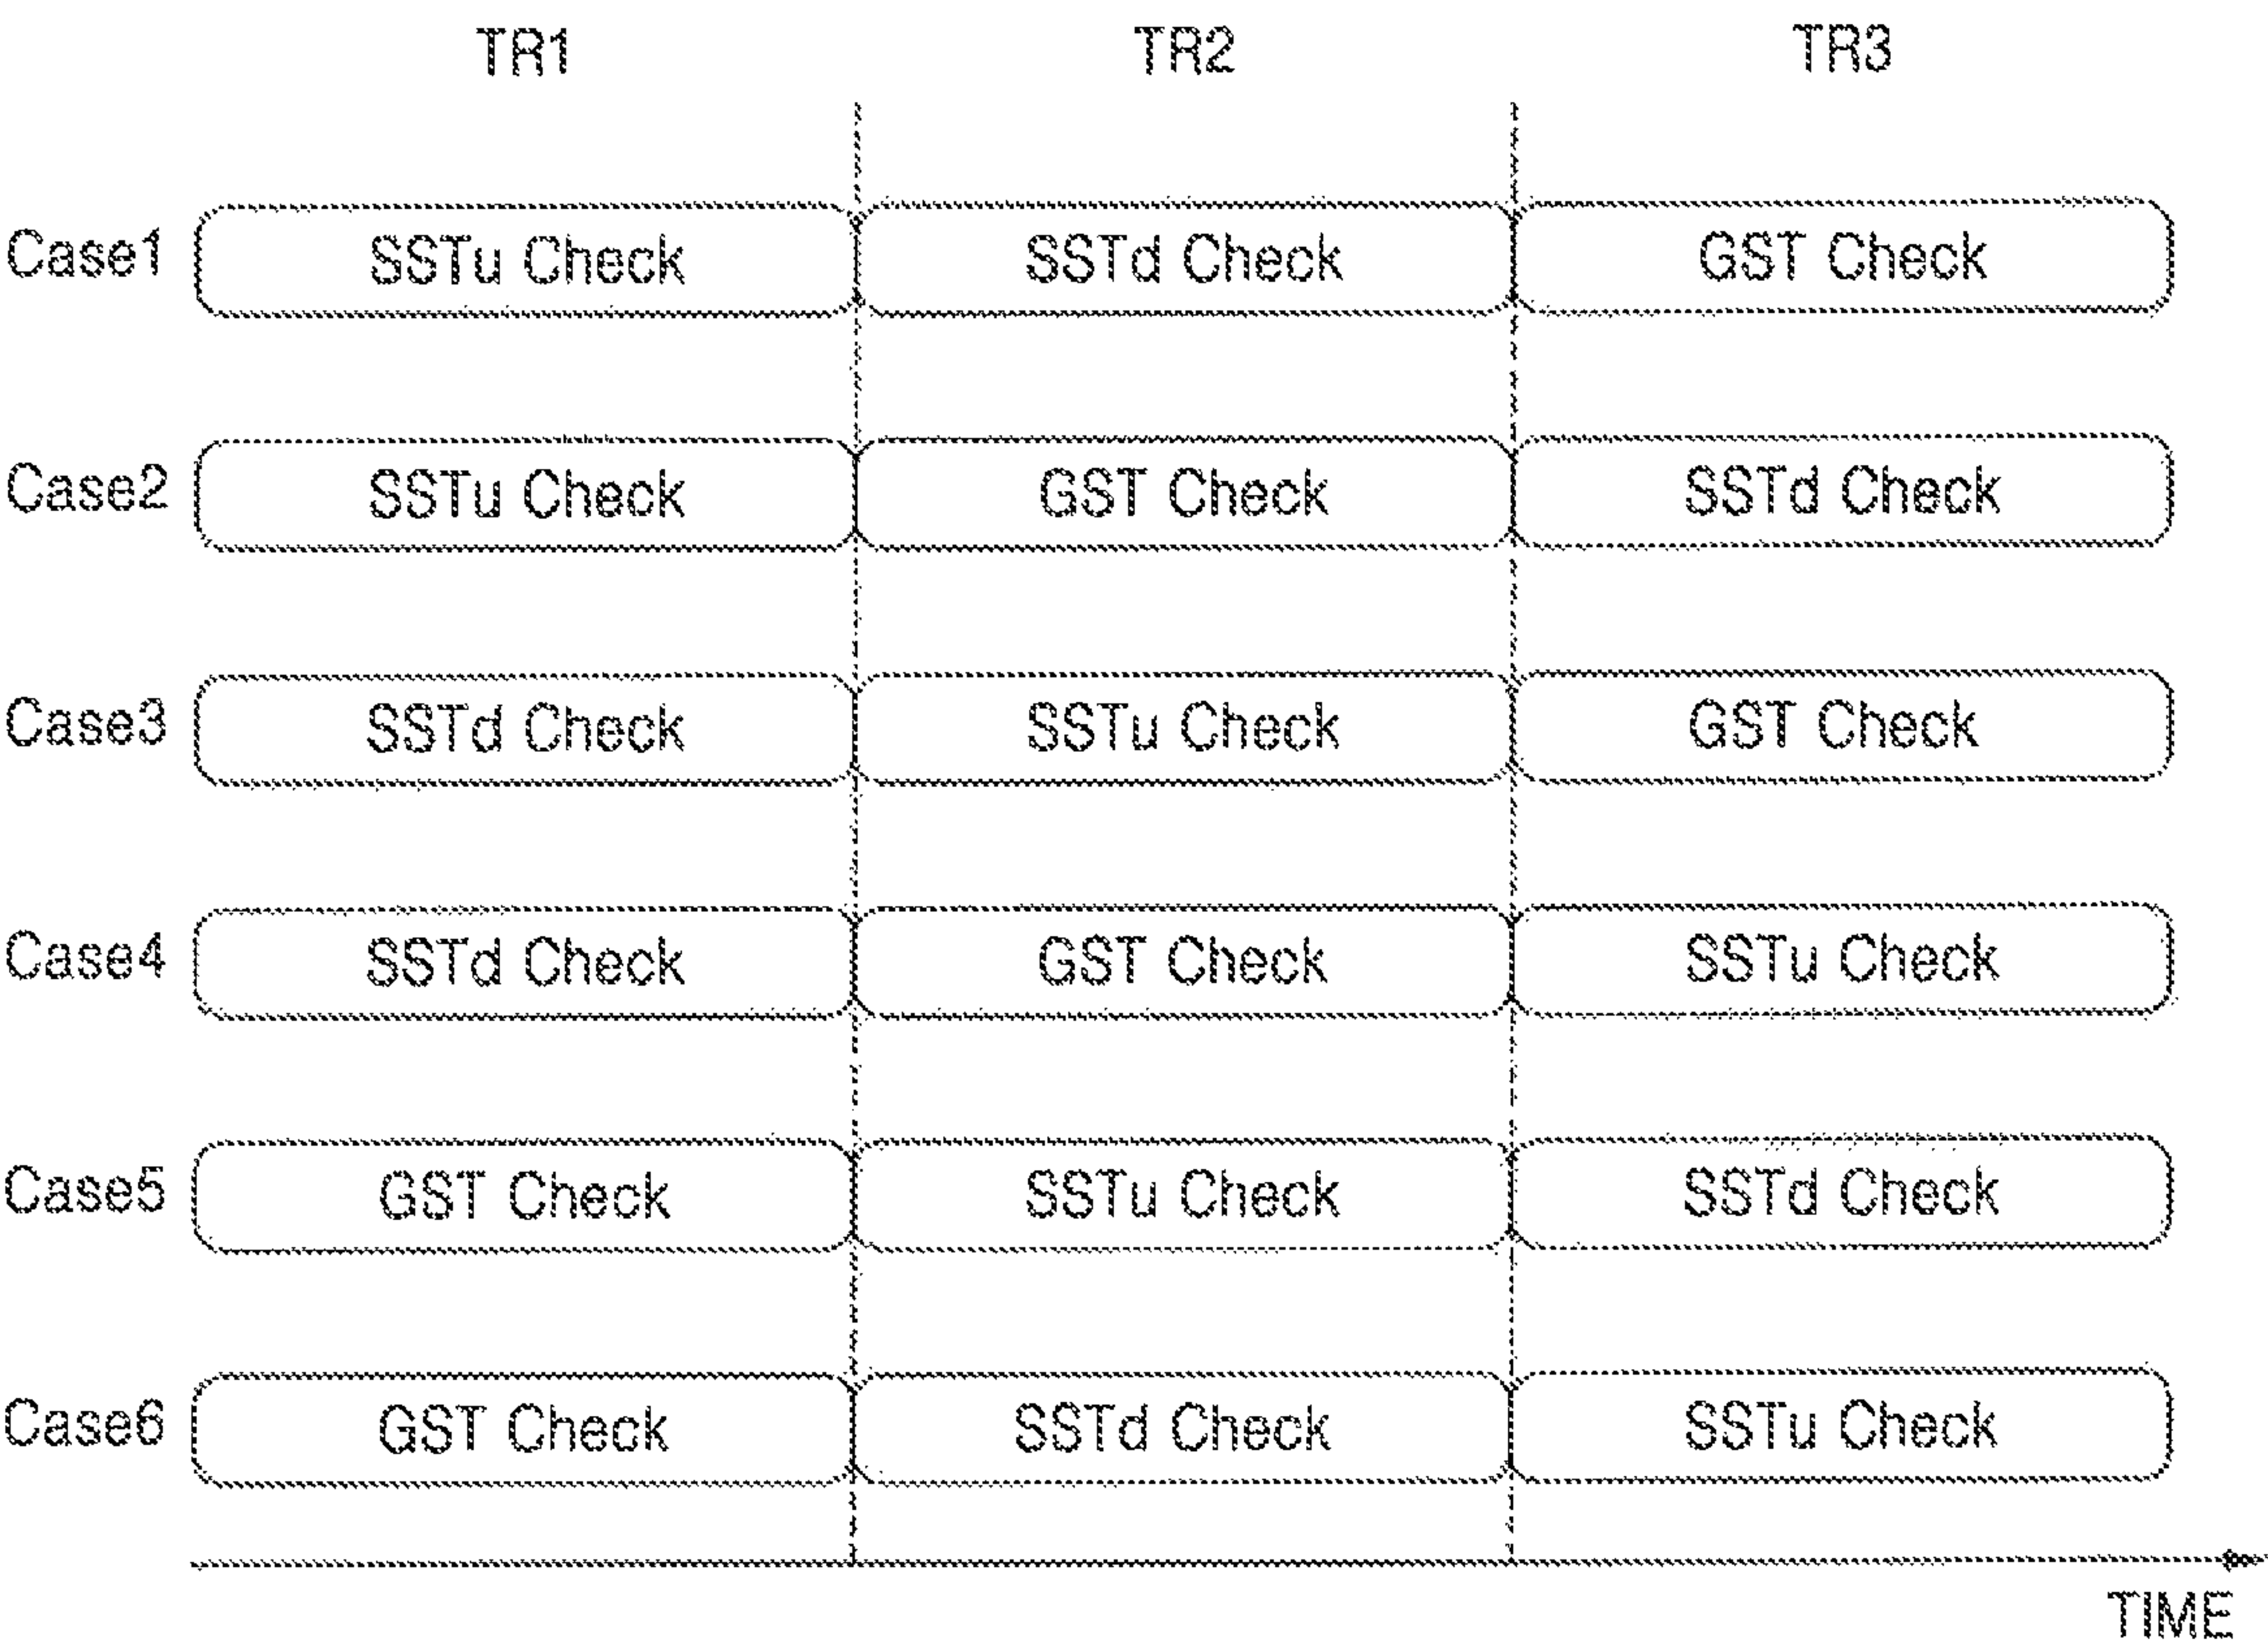 TR1 TR2 TR3
Case1 SSTu Check SSTd Check GST Check
Case2 SSTu Check GST Check SSTd Check
Case3 SSTd Check SSTu Check GST Check
Case4 SSTd Check GST Check SSTu Check
Case5 GST Check SSTu Check SSTd Check
Case6 GST Check SSTd Check SSTu Check
TIME